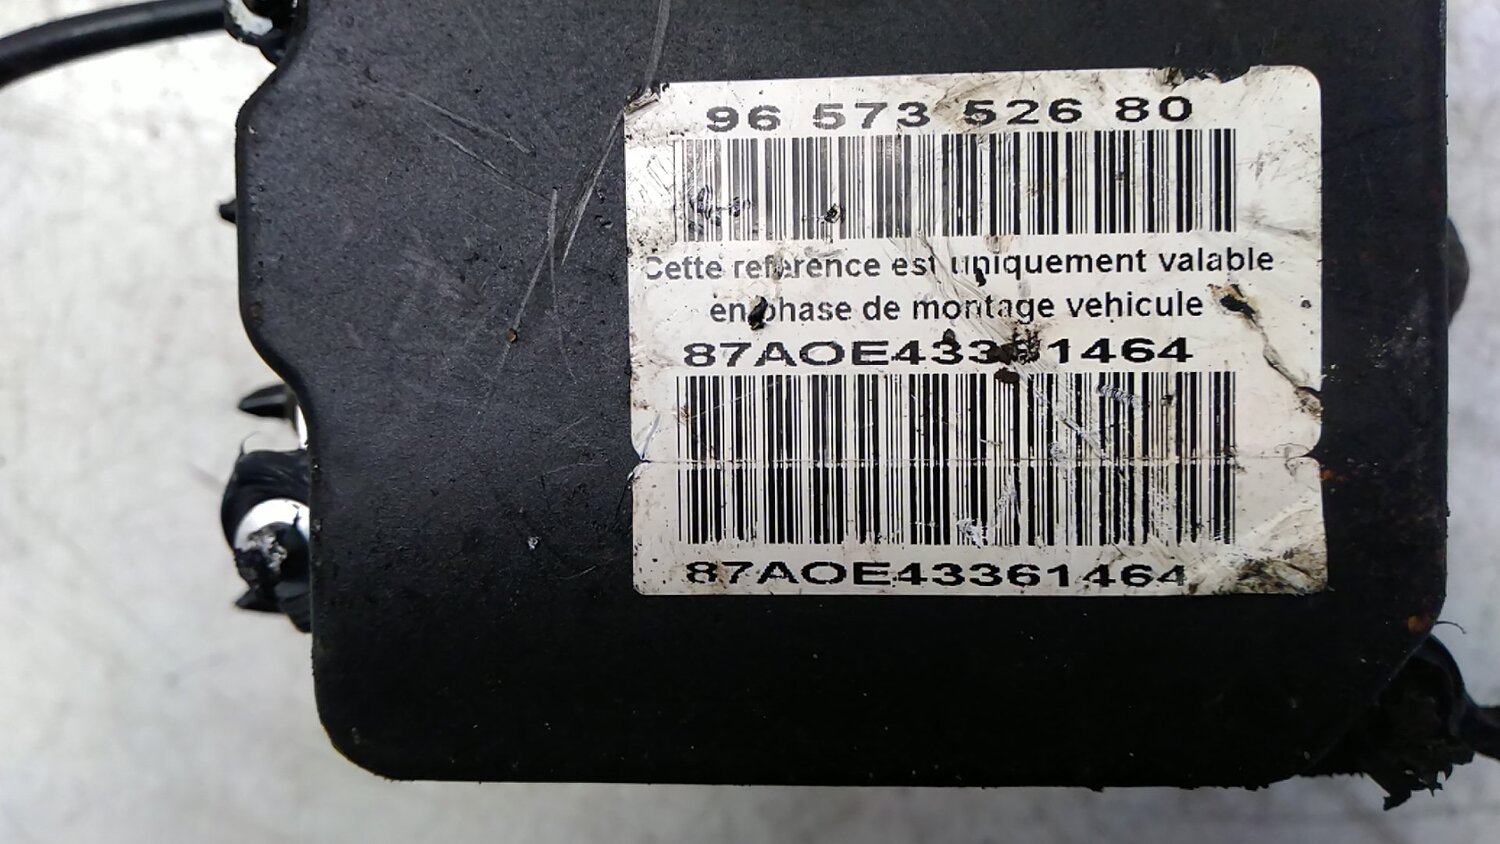 96 573 526 80
Cette reference est uniquement valable
en phase de montage vehicule
87AOE43361464
87AOE43361464